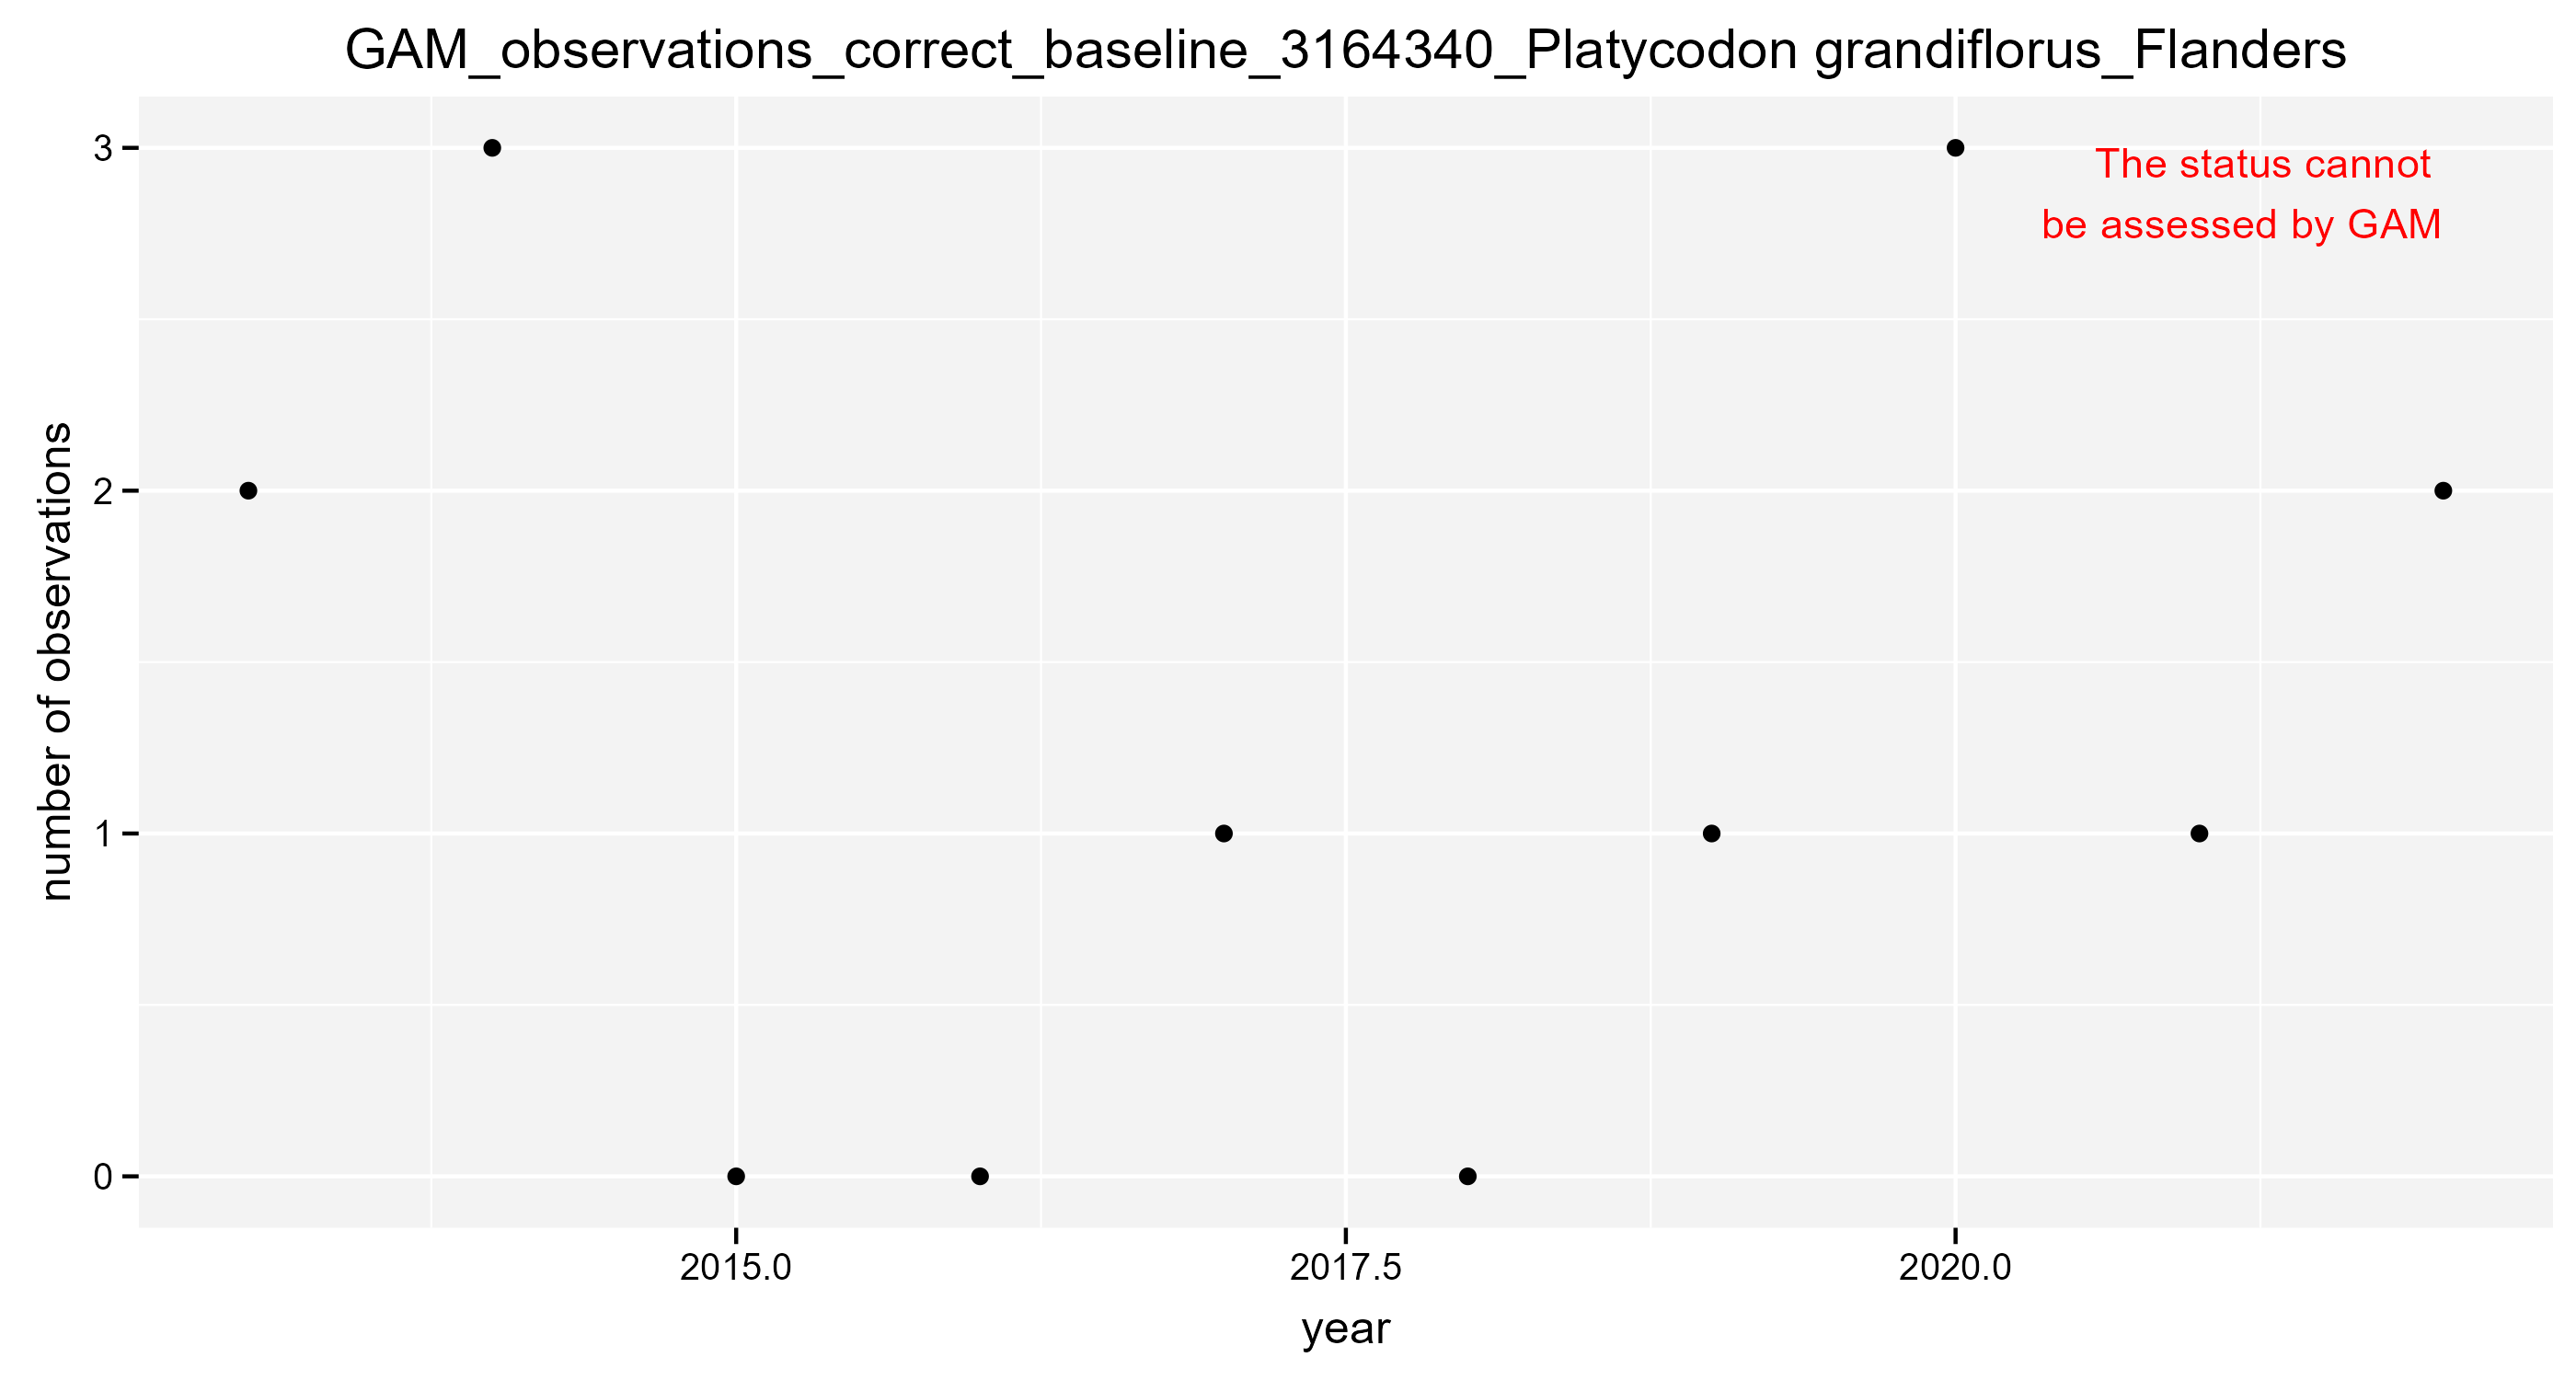 GAM_observations_correct_baseline_3164340_Platycodon grandiflorus_Flanders
The status cannot
be assessed by GAM
3
2
1
0
number of observations
2015.0
2017.5
2020.0
year